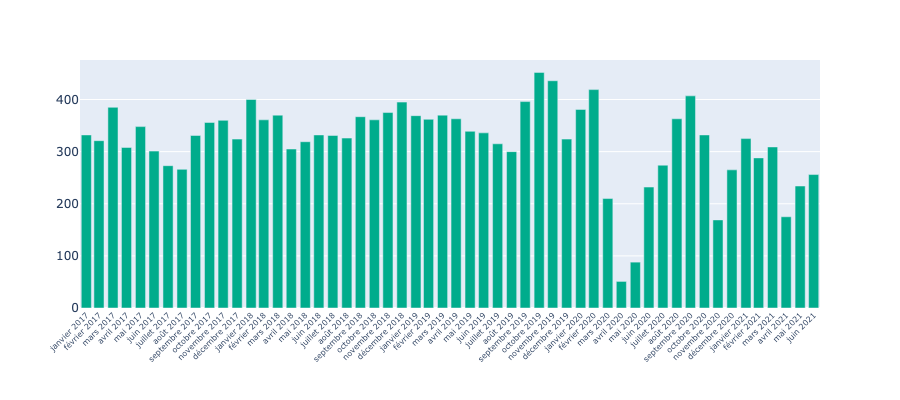 400
300
200
100
0
janvier 2017
février 2017
mars 2017
avril 2017
mai 2017
juin 2017
juillet 2017
août 2017
septembre 2017
octobre 2017
novembre 2017
décembre 2017
janvier 2018
février 2018
mars 2018
avril 2018
mai 2018
juin 2018
juillet 2018
août 2018
septembre 2018
octobre 2018
novembre 2018
décembre 2018
janvier 2019
février 2019
mars 2019
avril 2019
mai 2019
juin 2019
juillet 2019
août 2019
septembre 2019
octobre 2019
novembre 2019
décembre 2019
janvier 2020
février 2020
mars 2020
avril 2020
mai 2020
juin 2020
juillet 2020
août 2020
septembre 2020
octobre 2020
novembre 2020
décembre 2020
janvier 2021
février 2021
mars 2021
avril 2021
mai 2021
juin 2021